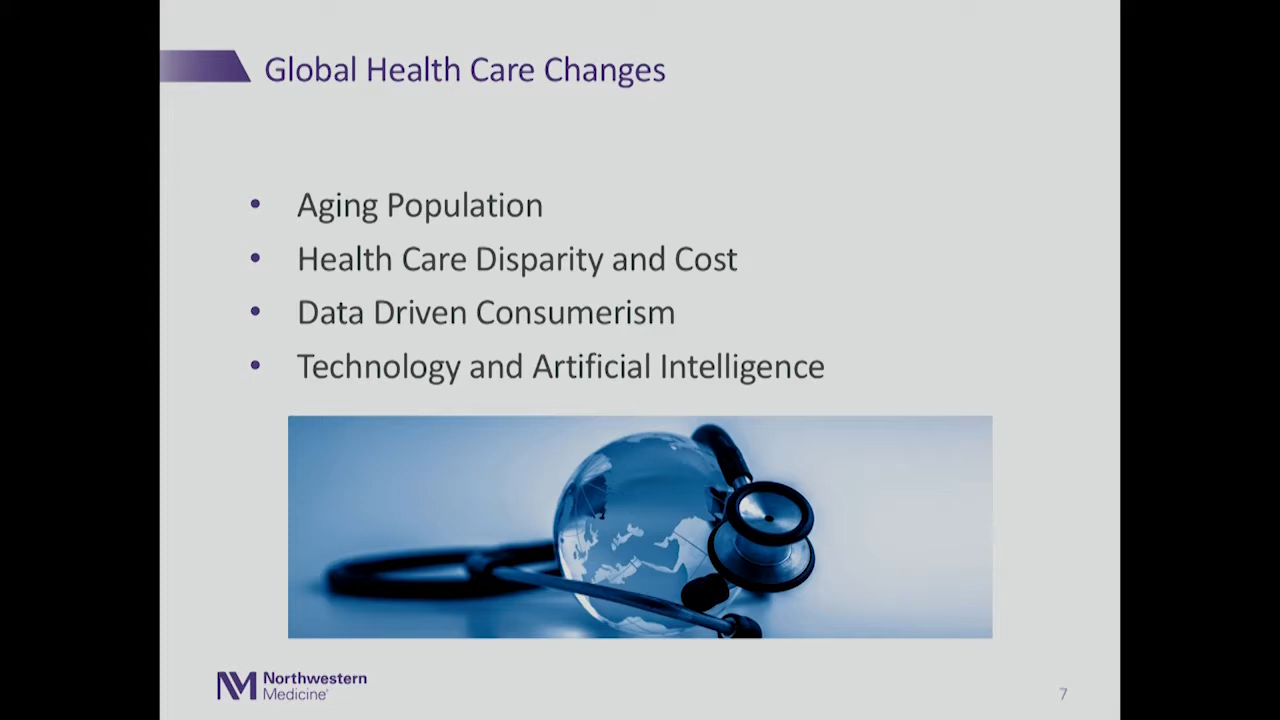 Global Health Care Changes
• Aging Population
• Health Care Disparity and Cost
• Data Driven Consumerism
• Technology and Artificial Intelligence
NM Northwestern
Medicine®
7